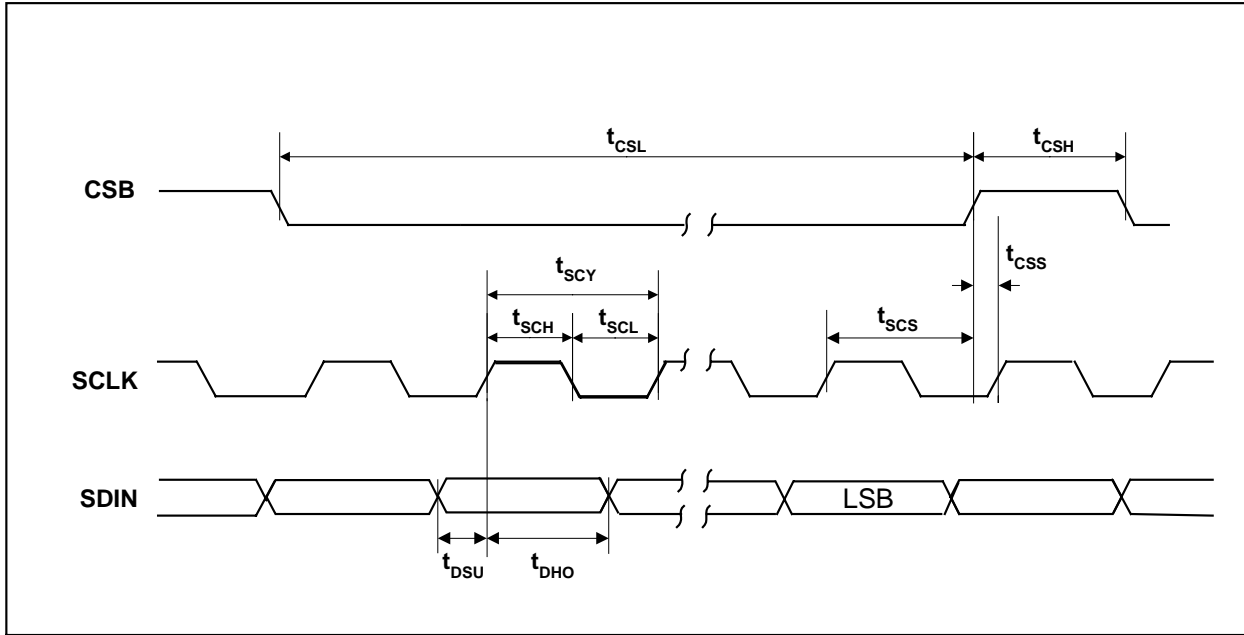 tCSL
tCSH
CSB
tCSS
tSCY
tSCH
tSCL
tSCS
SCLK
SDIN
LSB
tDSU
tDHO